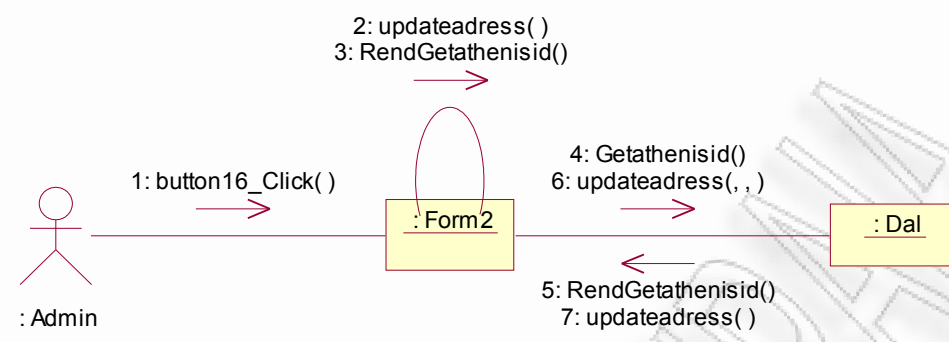 2: updateadress( )
3: RendGetathenisid()
1: button16_Click( )
4: Getathenisid()
6: updateadress(, , )
: Form2
: Dal
5: RendGetathenisid()
7: updateadress( )
: Admin